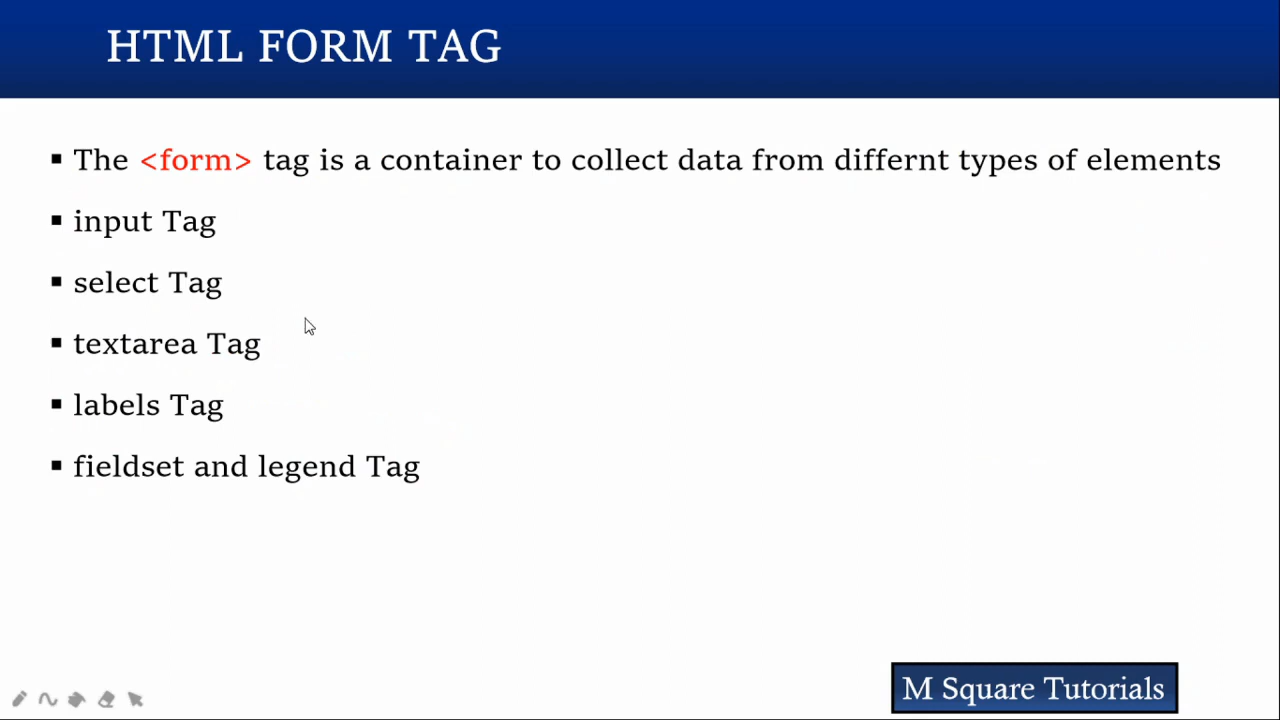 HTML FORM TAG
▪ The <form> tag is a container to collect data from differnt types of elements
▪ input Tag
▪ select Tag
▪ textarea Tag
▪ labels Tag
▪ fieldset and legend Tag
M Square Tutorials